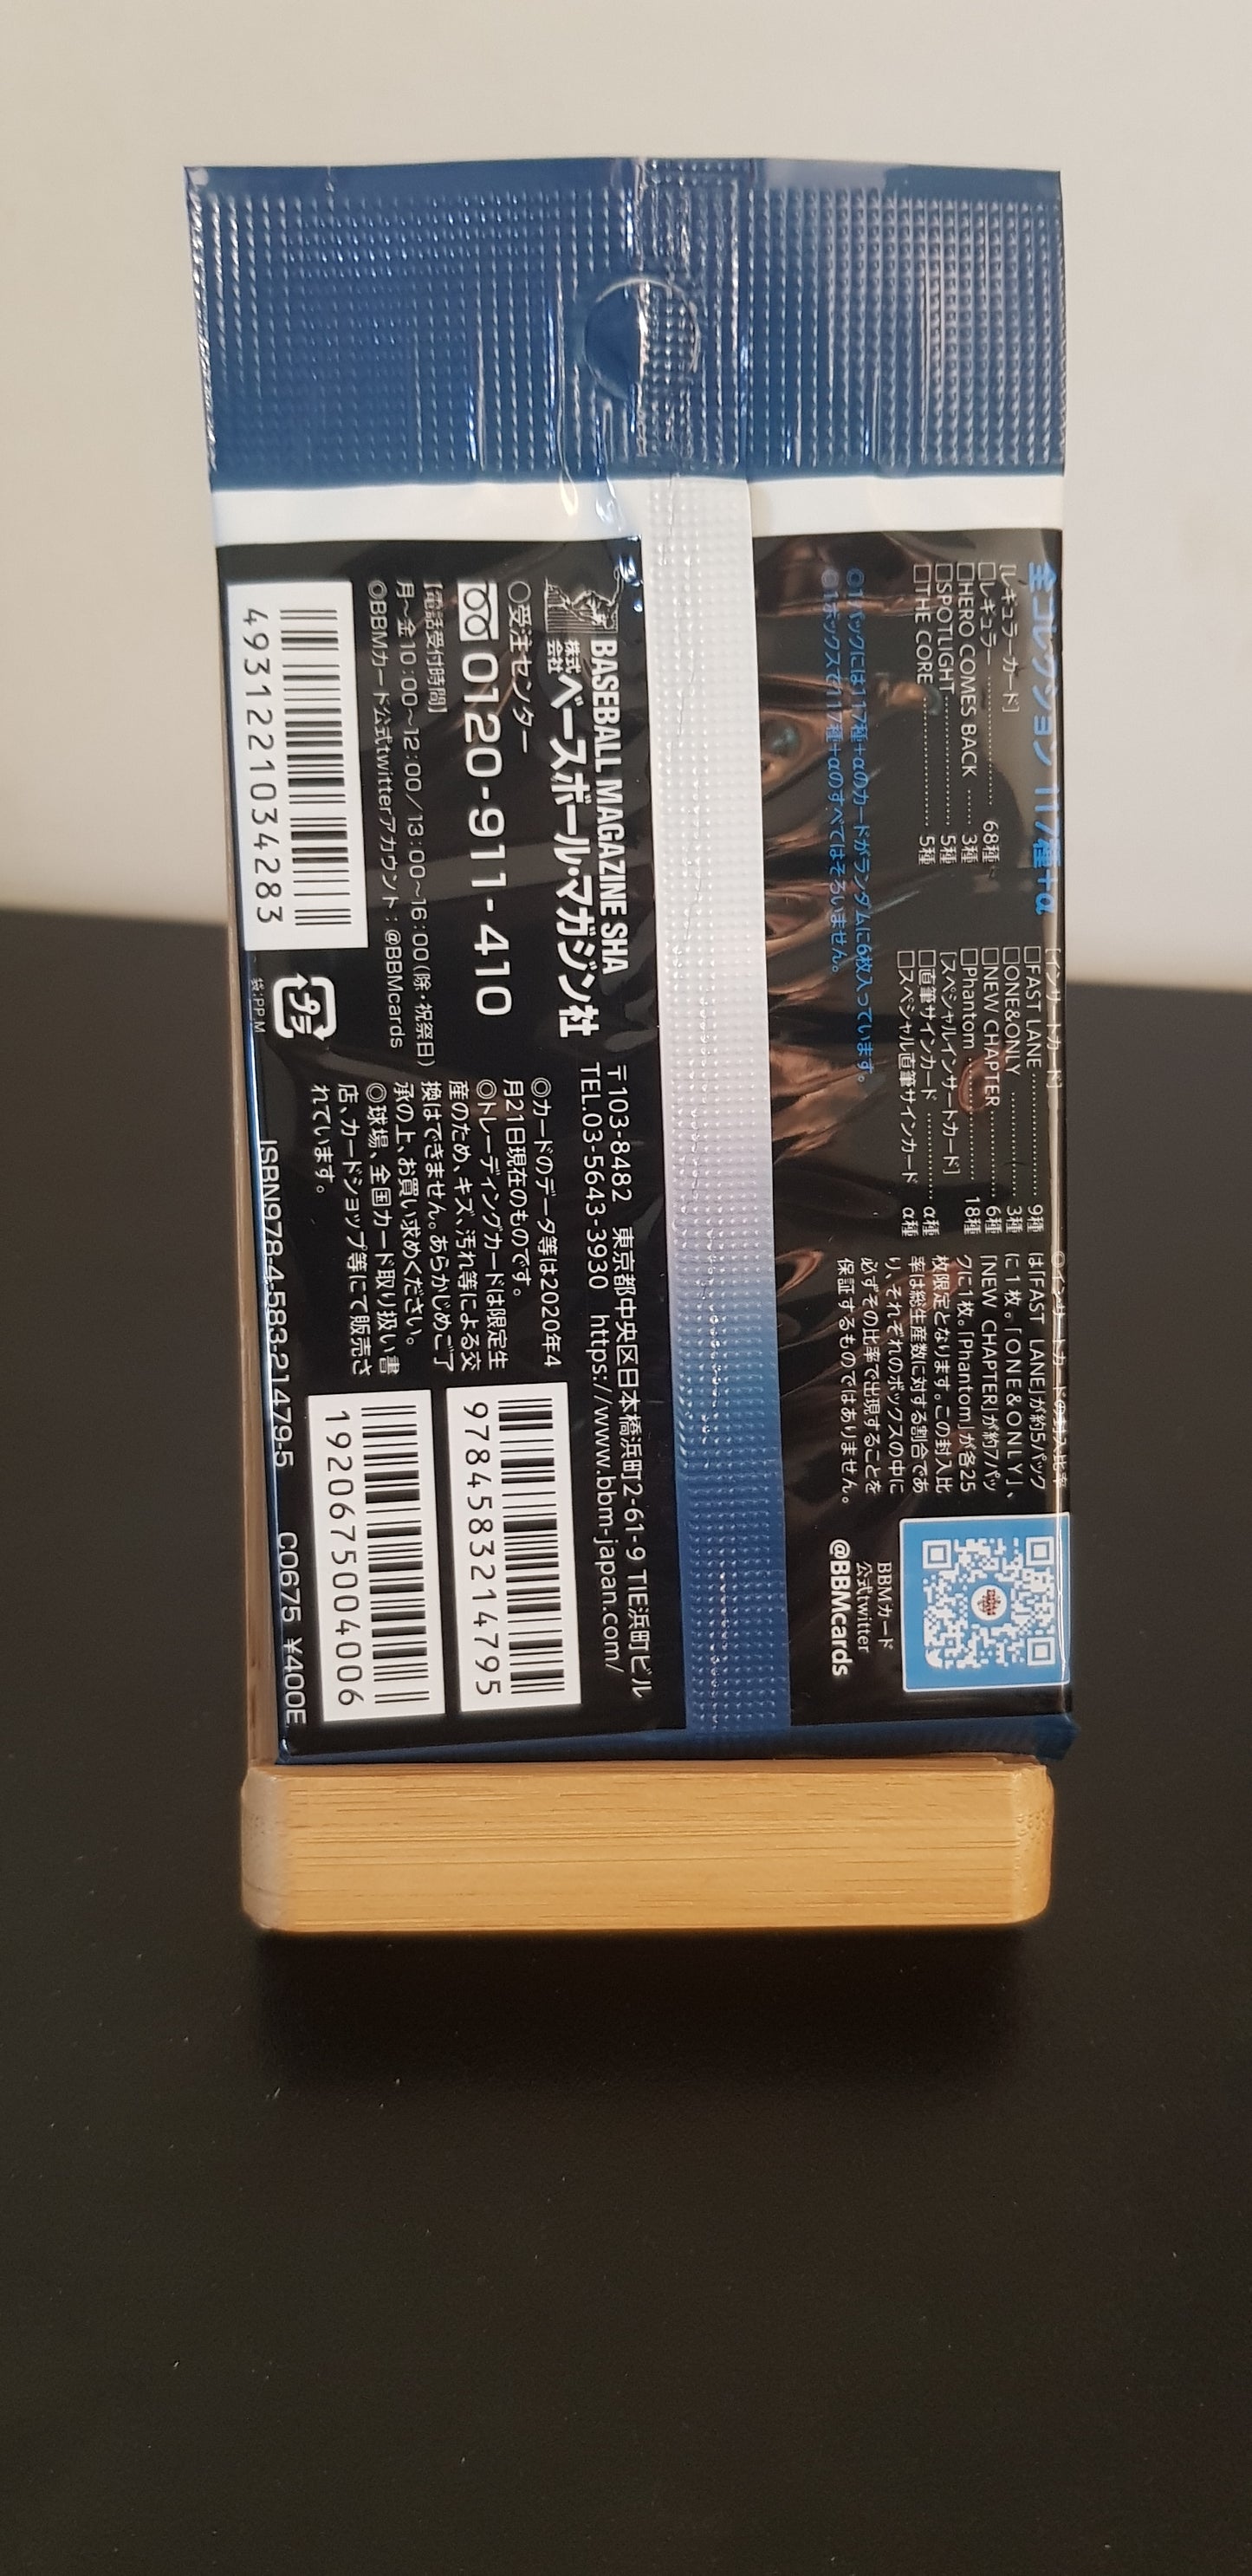 全コレクション 117種+α
[レギュラーカード]
□レギュラー …………… 68種
□HERO COMES BACK …… 3種
□SPOTLIGHT …………… 5種
□THE CORE …………… 5種
[インサートカード]
□FAST LANE …………… 9種
□ONE&ONLY …………… 3種
□NEW CHAPTER …………… 6種
□Phantom …………… 18種
[スペシャルインサートカード]
□直筆サインカード ………… α種
□スペシャル直筆サインカード α種
◎1パックには117種+αのカードがランダムに6枚入っています。
◎1ボックスで117種+αのすべてはそろいません。
◎インサートカードの封入比率
は「FAST LANE」が約5パック
に1枚。「ONE&ONLY」、
「NEW CHAPTER」が約7パッ
クに1枚。「Phantom」が各25
枚限定となります。この封入比
率は総生産数に対する割合であ
り、それぞれのボックスの中に
必ずその比率で出現することを
保証するものではありません。
BBMカード
公式twitter
@BBMcards
BASEBALL MAGAZINE SHA
株式会社 ベースボール・マガジン社
〒103-8482 東京都中央区日本橋浜町2-61-9 TIE浜町ビル
TEL.03-5643-3930 https://www.bbm-japan.com/
○受注センター
0120-911-410
【電話受付時間】
月〜金10:00〜12:00/13:00〜16:00(除・祝祭日)
◎BBMカード公式twitterアカウント：@BBMcards
4931221034283
プラ
袋:PP,M
◎カードのデータ等は2020年4
月21日現在のものです。
◎トレーディングカードは限定生
産のため、キズ、汚れ等による交
換はできません。あらかじめご了
承の上、お買い求めください。
◎球場、全国カード取り扱い書
店、カードショップ等にて販売さ
れています。
9784583214795
1920675004006
ISBN978-4-583-21479-5 C0675 ¥400E